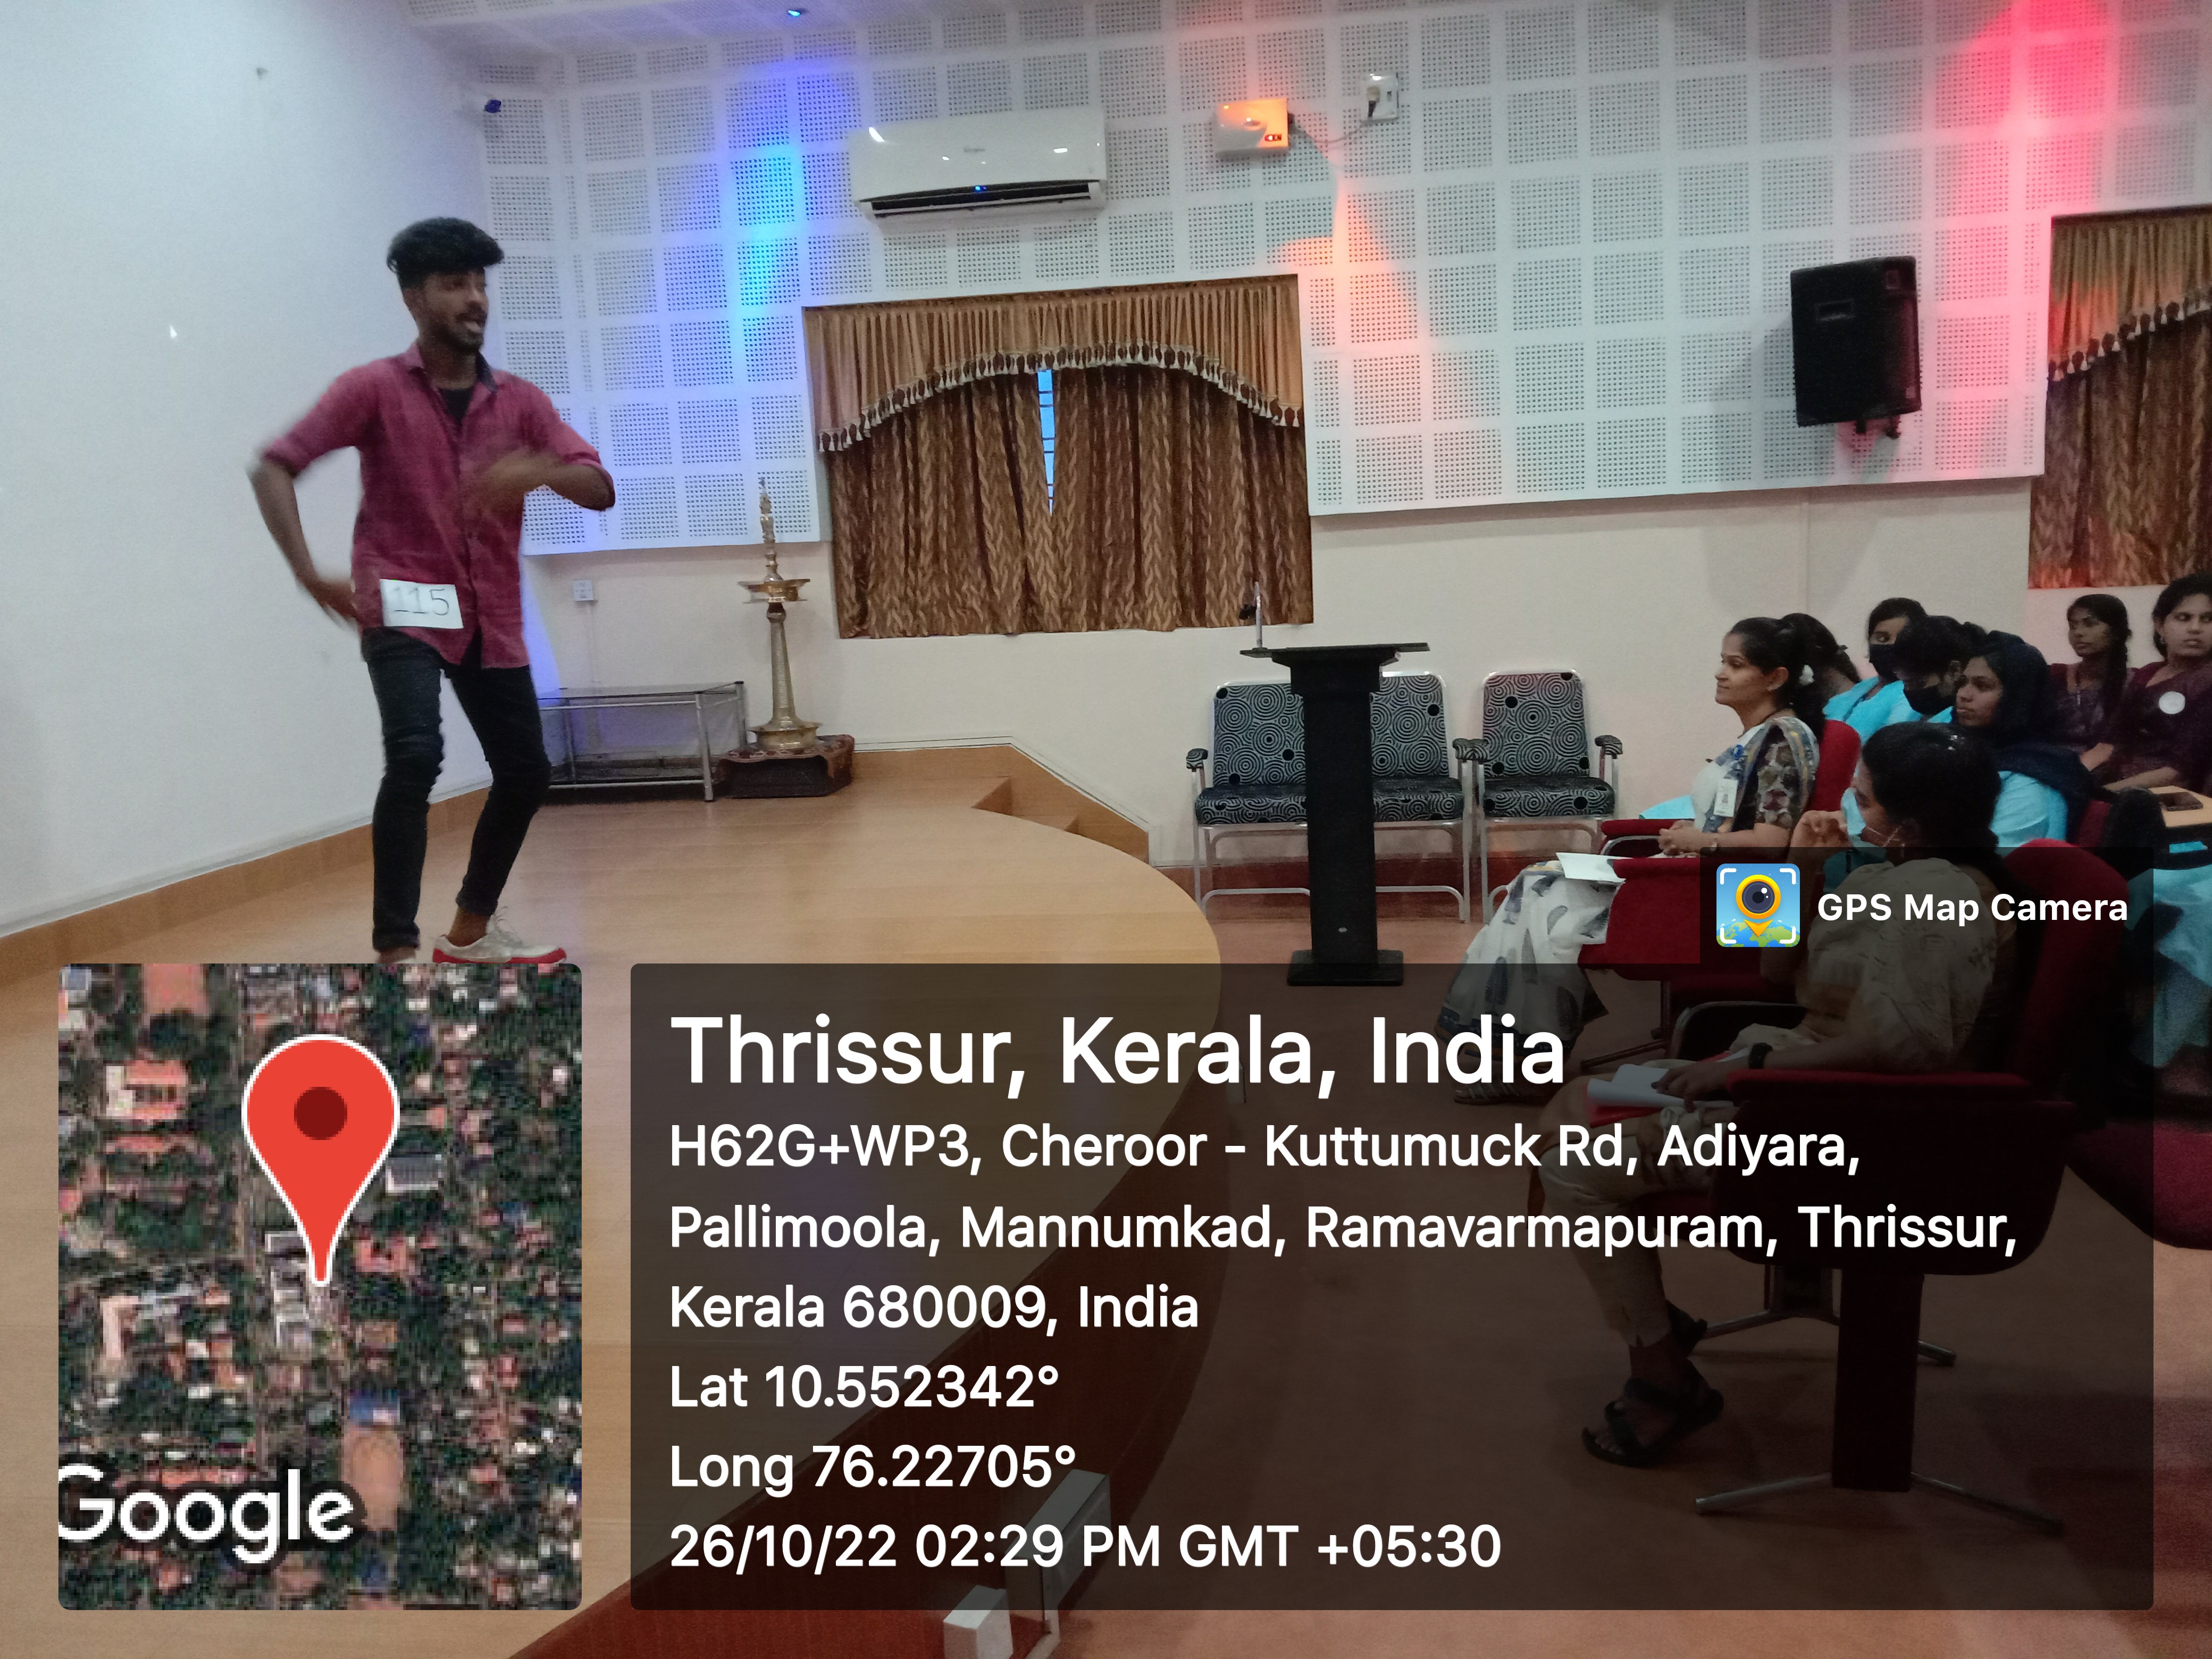 115
GPS Map Camera
Thrissur, Kerala, India
H62G+WP3, Cheroor - Kuttumuck Rd, Adiyara,
Pallimoola, Mannumkad, Ramavarmapuram, Thrissur,
Kerala 680009, India
Lat 10.552342°
Long 76.22705°
26/10/22 02:29 PM GMT +05:30
Google